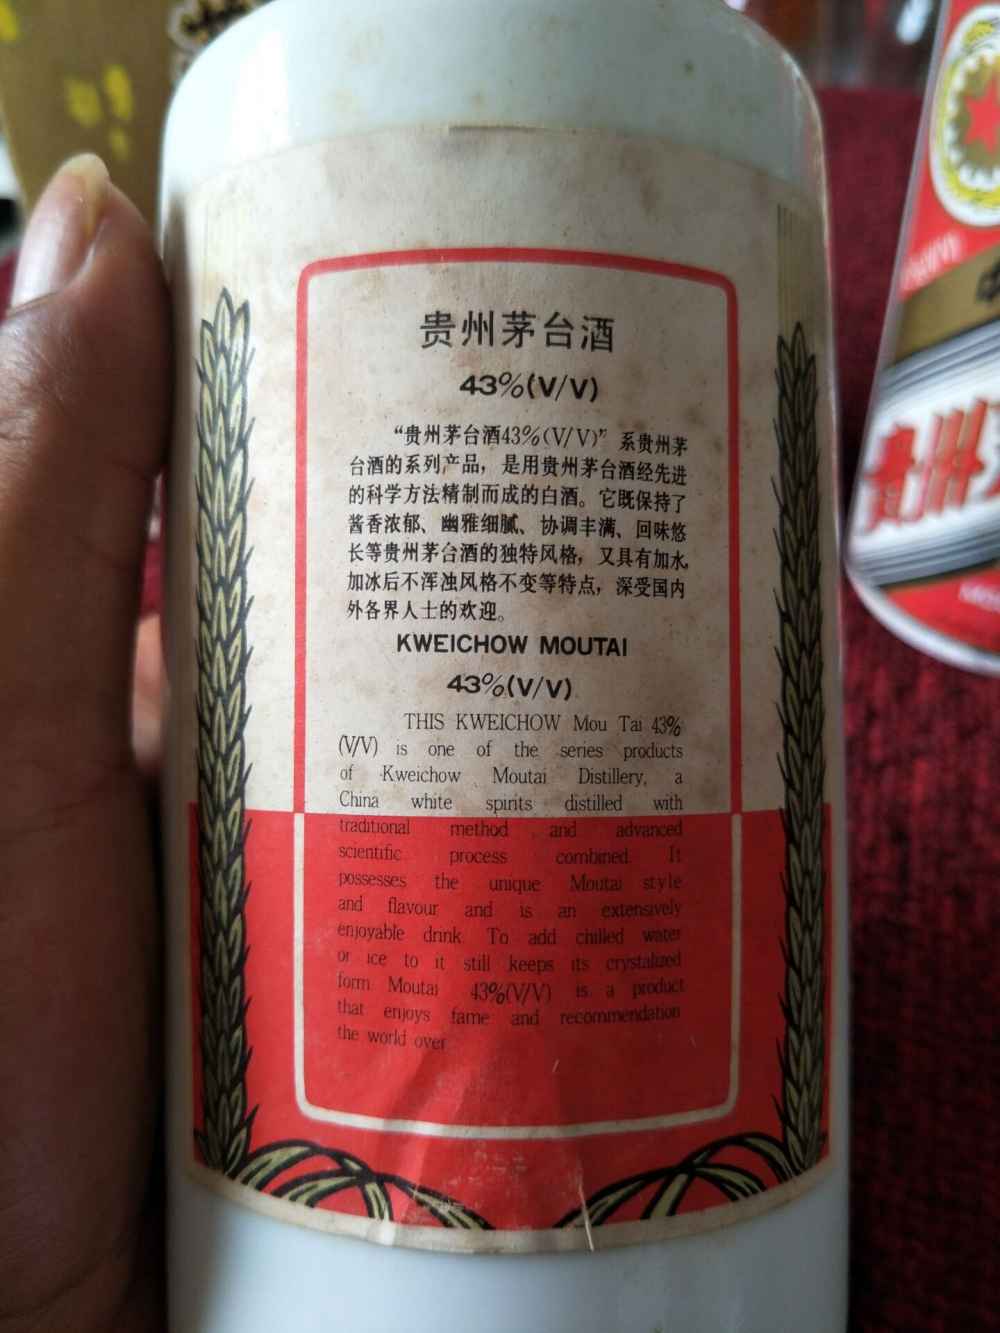 贵州茅台酒
43%(V/V)
“贵州茅台酒43%(V/V)”系贵州茅
台酒的系列产品，是用贵州茅台酒经先进
的科学方法精制而成的白酒。它既保持了
酱香浓郁、幽雅细腻、协调丰满、回味悠
长等贵州茅台酒的独特风格，又具有加水
加冰后不浑浊风格不变等特点，深受国内
外各界人士的欢迎。
KWEICHOW MOUTAI
43%(V/V)
THIS KWEICHOW Mou Tai 43%
(V/V) is one of the series products
of Kweichow Moutai Distillery, a
China white spirits distilled with
traditional method and advanced
scientific process combined It
possesses the unique Moutai style
and flavour and is an extensively
enjoyable drink To add chilled water
or ice to it still keeps its crystalized
form Moutai 43%(V/V) is a product
that enjoys fame and recommendation
the world over
贵州